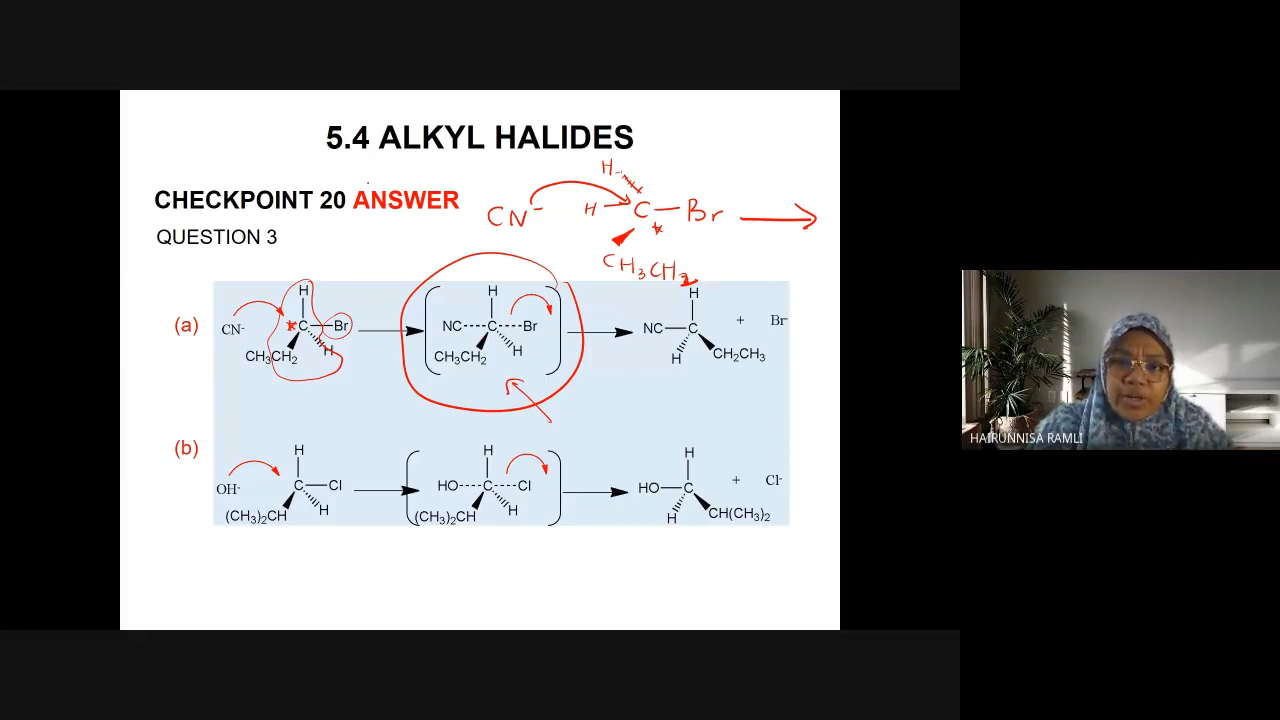 5.4 ALKYL HALIDES
CHECKPOINT 20 ANSWER
QUESTION 3
H
CN⁻ H C — Br
*
CH3CH2
(a)
H H H
CN- * C Br NC C Br NC C + Br-
CH3CH2 H CH3CH2 H H CH2CH3
(b)
H H H
OH- C Cl HO C Cl HO C + Cl-
(CH3)2CH H (CH3)2CH H H CH(CH3)2
HAIRUNNISA RAMLI